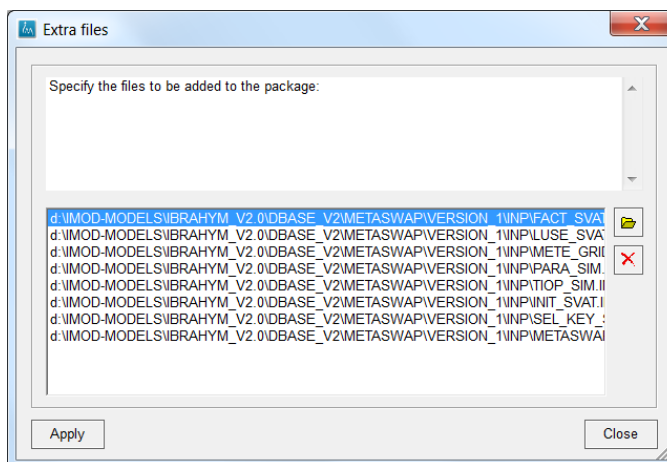 Extra files
Specify the files to be added to the package:
d:\IMOD-MODELS\IBRAHYM_V2.0\DBASE_V2\METASWAP\VERSION_1\INP\FACT_SVAT
d:\IMOD-MODELS\IBRAHYM_V2.0\DBASE_V2\METASWAP\VERSION_1\INP\LUSE_SVAT
d:\IMOD-MODELS\IBRAHYM_V2.0\DBASE_V2\METASWAP\VERSION_1\INP\METE_GRID
d:\IMOD-MODELS\IBRAHYM_V2.0\DBASE_V2\METASWAP\VERSION_1\INP\PARA_SIM.
d:\IMOD-MODELS\IBRAHYM_V2.0\DBASE_V2\METASWAP\VERSION_1\INP\TIOP_SIM.I
d:\IMOD-MODELS\IBRAHYM_V2.0\DBASE_V2\METASWAP\VERSION_1\INP\INIT_SVAT.I
d:\IMOD-MODELS\IBRAHYM_V2.0\DBASE_V2\METASWAP\VERSION_1\INP\SEL_KEY_
d:\IMOD-MODELS\IBRAHYM_V2.0\DBASE_V2\METASWAP\VERSION_1\INP\METASWA
Apply
Close